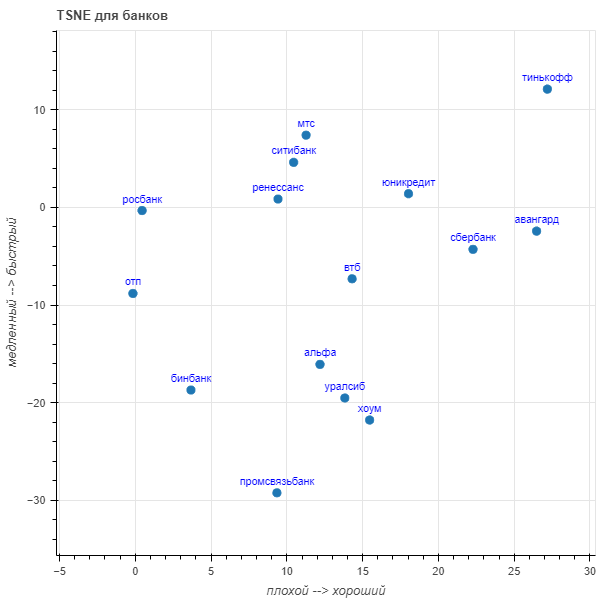 TSNE для банков
тинькофф
мтс
ситибанк
ренессанс
юникредит
росбанк
авангард
сбербанк
втб
отп
альфа
бинбанк
уралсиб
хоум
промсвязьбанк
10
0
−10
−20
−30
медленный --> быстрый
−5
0
5
10
15
20
25
30
плохой --> хороший